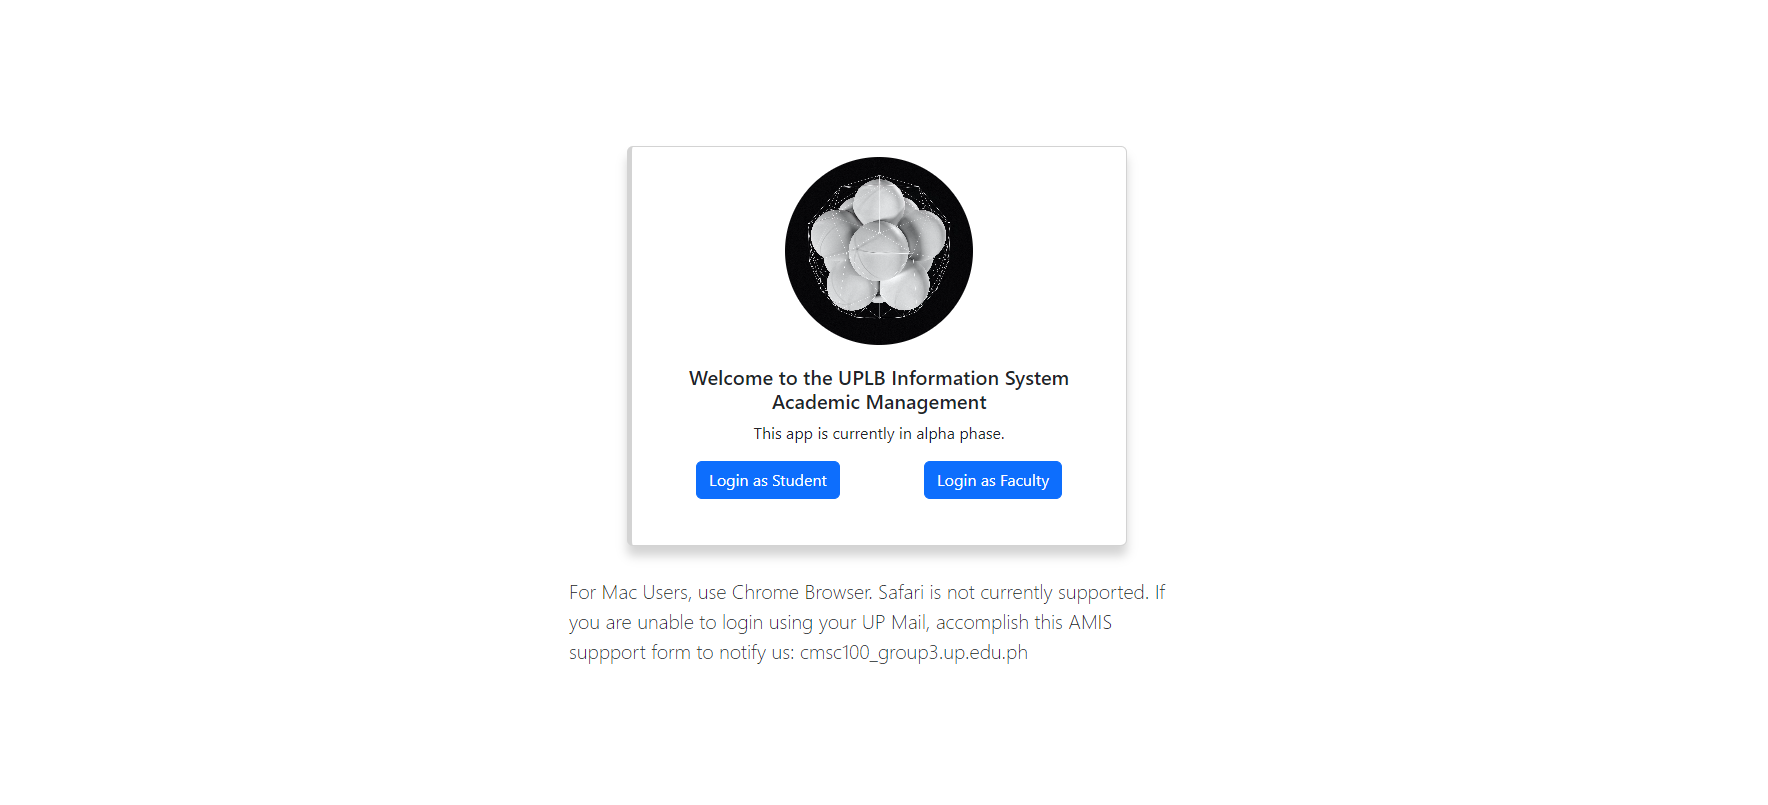 Welcome to the UPLB Information System
Academic Management
This app is currently in alpha phase.
Login as Student
Login as Faculty
For Mac Users, use Chrome Browser. Safari is not currently supported. If
you are unable to login using your UP Mail, accomplish this AMIS
suppport form to notify us: cmsc100_group3.up.edu.ph